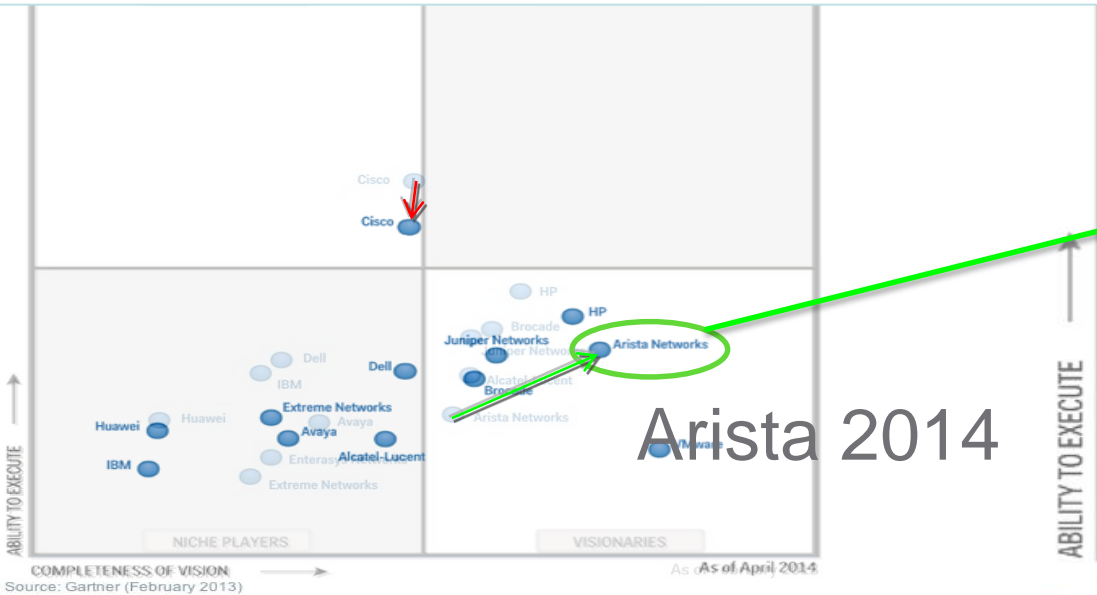 Cisco
Cisco
HP
HP
Brocade
Juniper Networks
Arista Networks
Dell
Dell
Alcatel-Lucent
IBM
Brocade
Extreme Networks
Arista Networks
Huawei
Huawei
Avaya
Avaya
Arista 2014
VMware
Enterasys Networks
Alcatel-Lucent
IBM
Extreme Networks
NICHE PLAYERS
VISIONARIES
ABILITY TO EXECUTE
ABILITY TO EXECUTE
COMPLETENESS OF VISION
As of April 2014
Source: Gartner (February 2013)